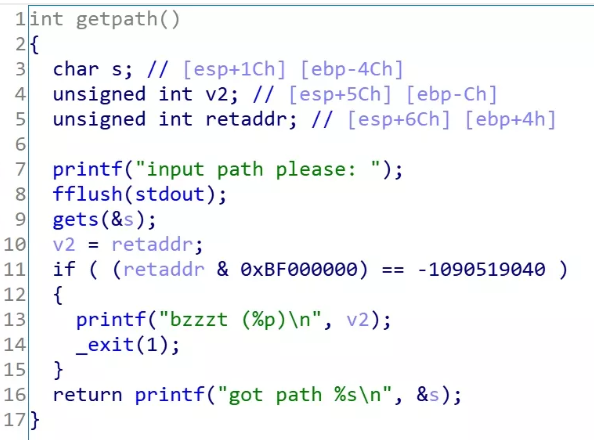 1 int getpath()
2 {
3   char s; // [esp+1Ch] [ebp-4Ch]
4   unsigned int v2; // [esp+5Ch] [ebp-Ch]
5   unsigned int retaddr; // [esp+6Ch] [ebp+4h]
6
7   printf("input path please: ");
8   fflush(stdout);
9   gets(&s);
10   v2 = retaddr;
11   if ( (retaddr & 0xBF000000) == -1090519040 )
12   {
13     printf("bzzzt (%p)\n", v2);
14     _exit(1);
15   }
16   return printf("got path %s\n", &s);
17 }